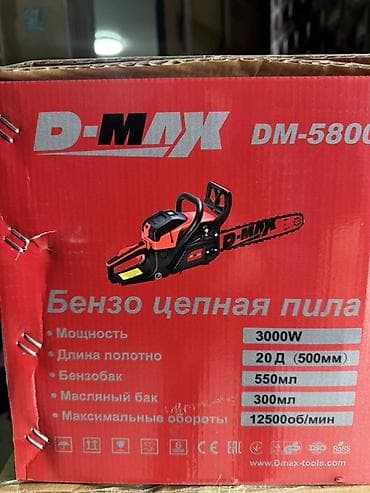 D-MAX DM-5800
D-MAX
Бензо цепная пила
• Мощность 3000W
• Длина полотно 20 Д (500мм)
• Бензобак 550мл
• Масляный бак 300мл
• Максимальные обороты 12500об/мин
www.Dmax-tools.com